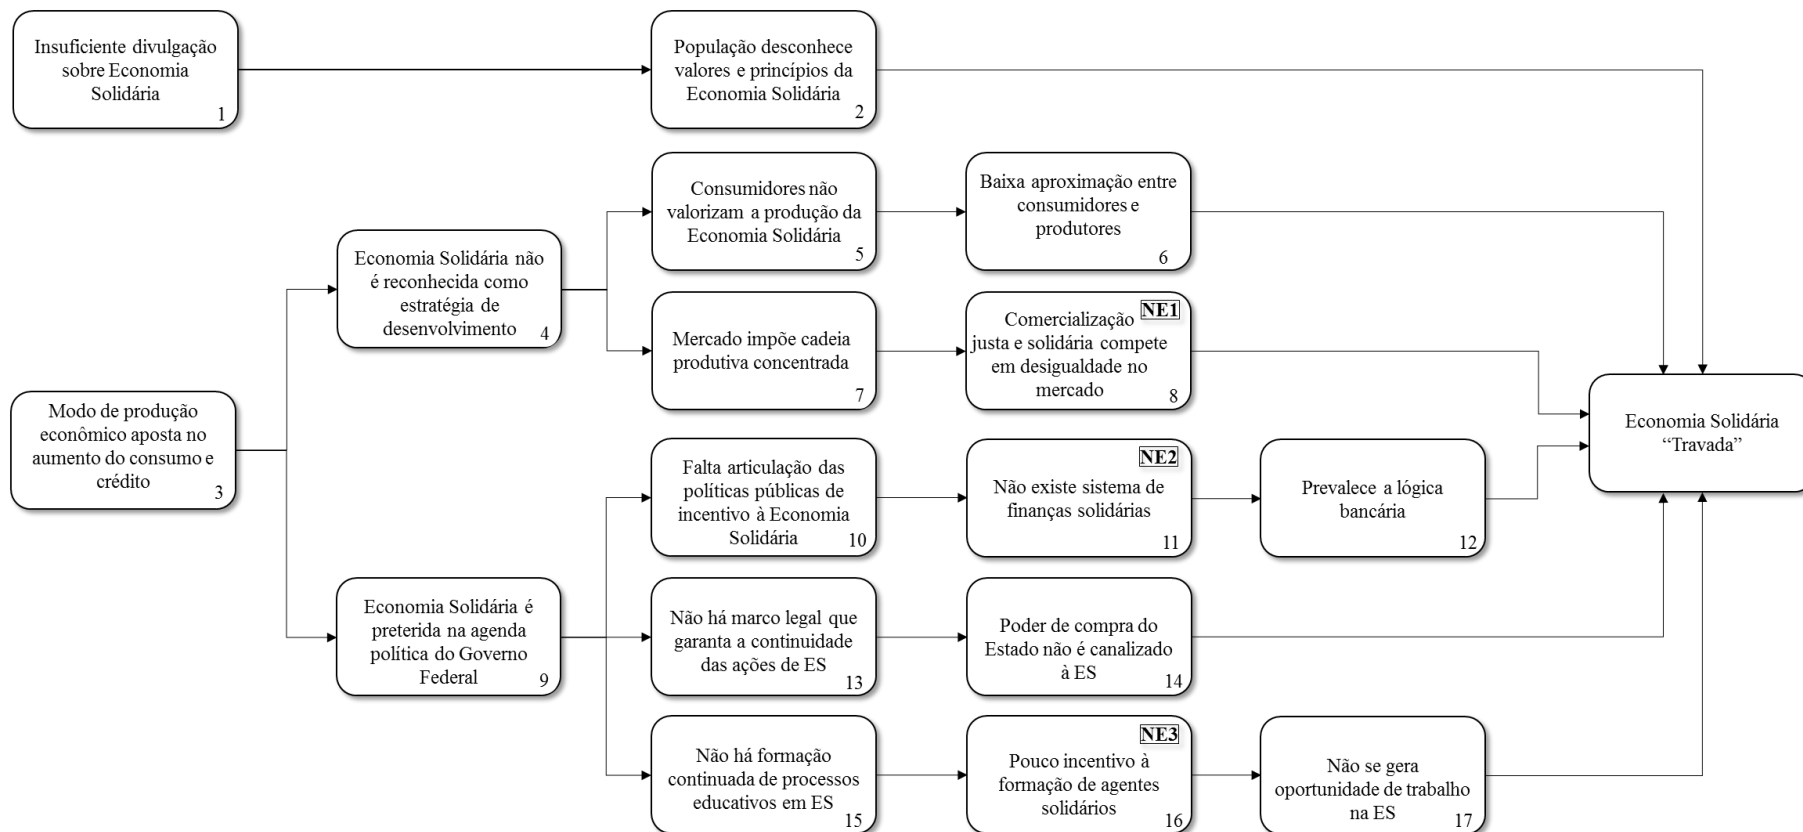 Insuficiente divulgação
sobre Economia
Solidária
1
População desconhece
valores e princípios da
Economia Solidária
2
Modo de produção
econômico aposta no
aumento do consumo e
crédito
3
Economia Solidária não
é reconhecida como
estratégia de
desenvolvimento
4
Consumidores não
valorizam a produção da
Economia Solidária
5
Baixa aproximação entre
consumidores e
produtores
6
Mercado impõe cadeia
produtiva concentrada
7
NE1
Comercialização
justa e solidária compete
em desigualdade no
mercado
8
Economia Solidária é
preterida na agenda
política do Governo
Federal
9
Falta articulação das
políticas públicas de
incentivo à Economia
Solidária
10
NE2
Não existe sistema de
finanças solidárias
11
Prevalece a lógica
bancária
12
Não há marco legal que
garanta a continuidade
das ações de ES
13
Poder de compra do
Estado não é canalizado
à ES
14
Não há formação
continuada de processos
educativos em ES
15
NE3
Pouco incentivo à
formação de agentes
solidários
16
Não se gera
oportunidade de trabalho
na ES
17
Economia Solidária
“Travada”